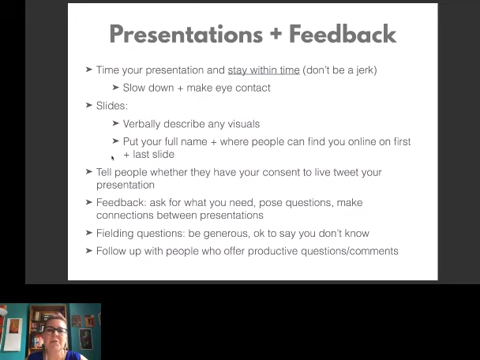 Presentations + Feedback
➤ Time your presentation and stay within time (don't be a jerk)
➤ Slow down + make eye contact
➤ Slides:
➤ Verbally describe any visuals
➤ Put your full name + where people can find you online on first
+ last slide
➤ Tell people whether they have your consent to live tweet your
presentation
➤ Feedback: ask for what you need, pose questions, make
connections between presentations
➤ Fielding questions: be generous, ok to say you don't know
➤ Follow up with people who offer productive questions/comments